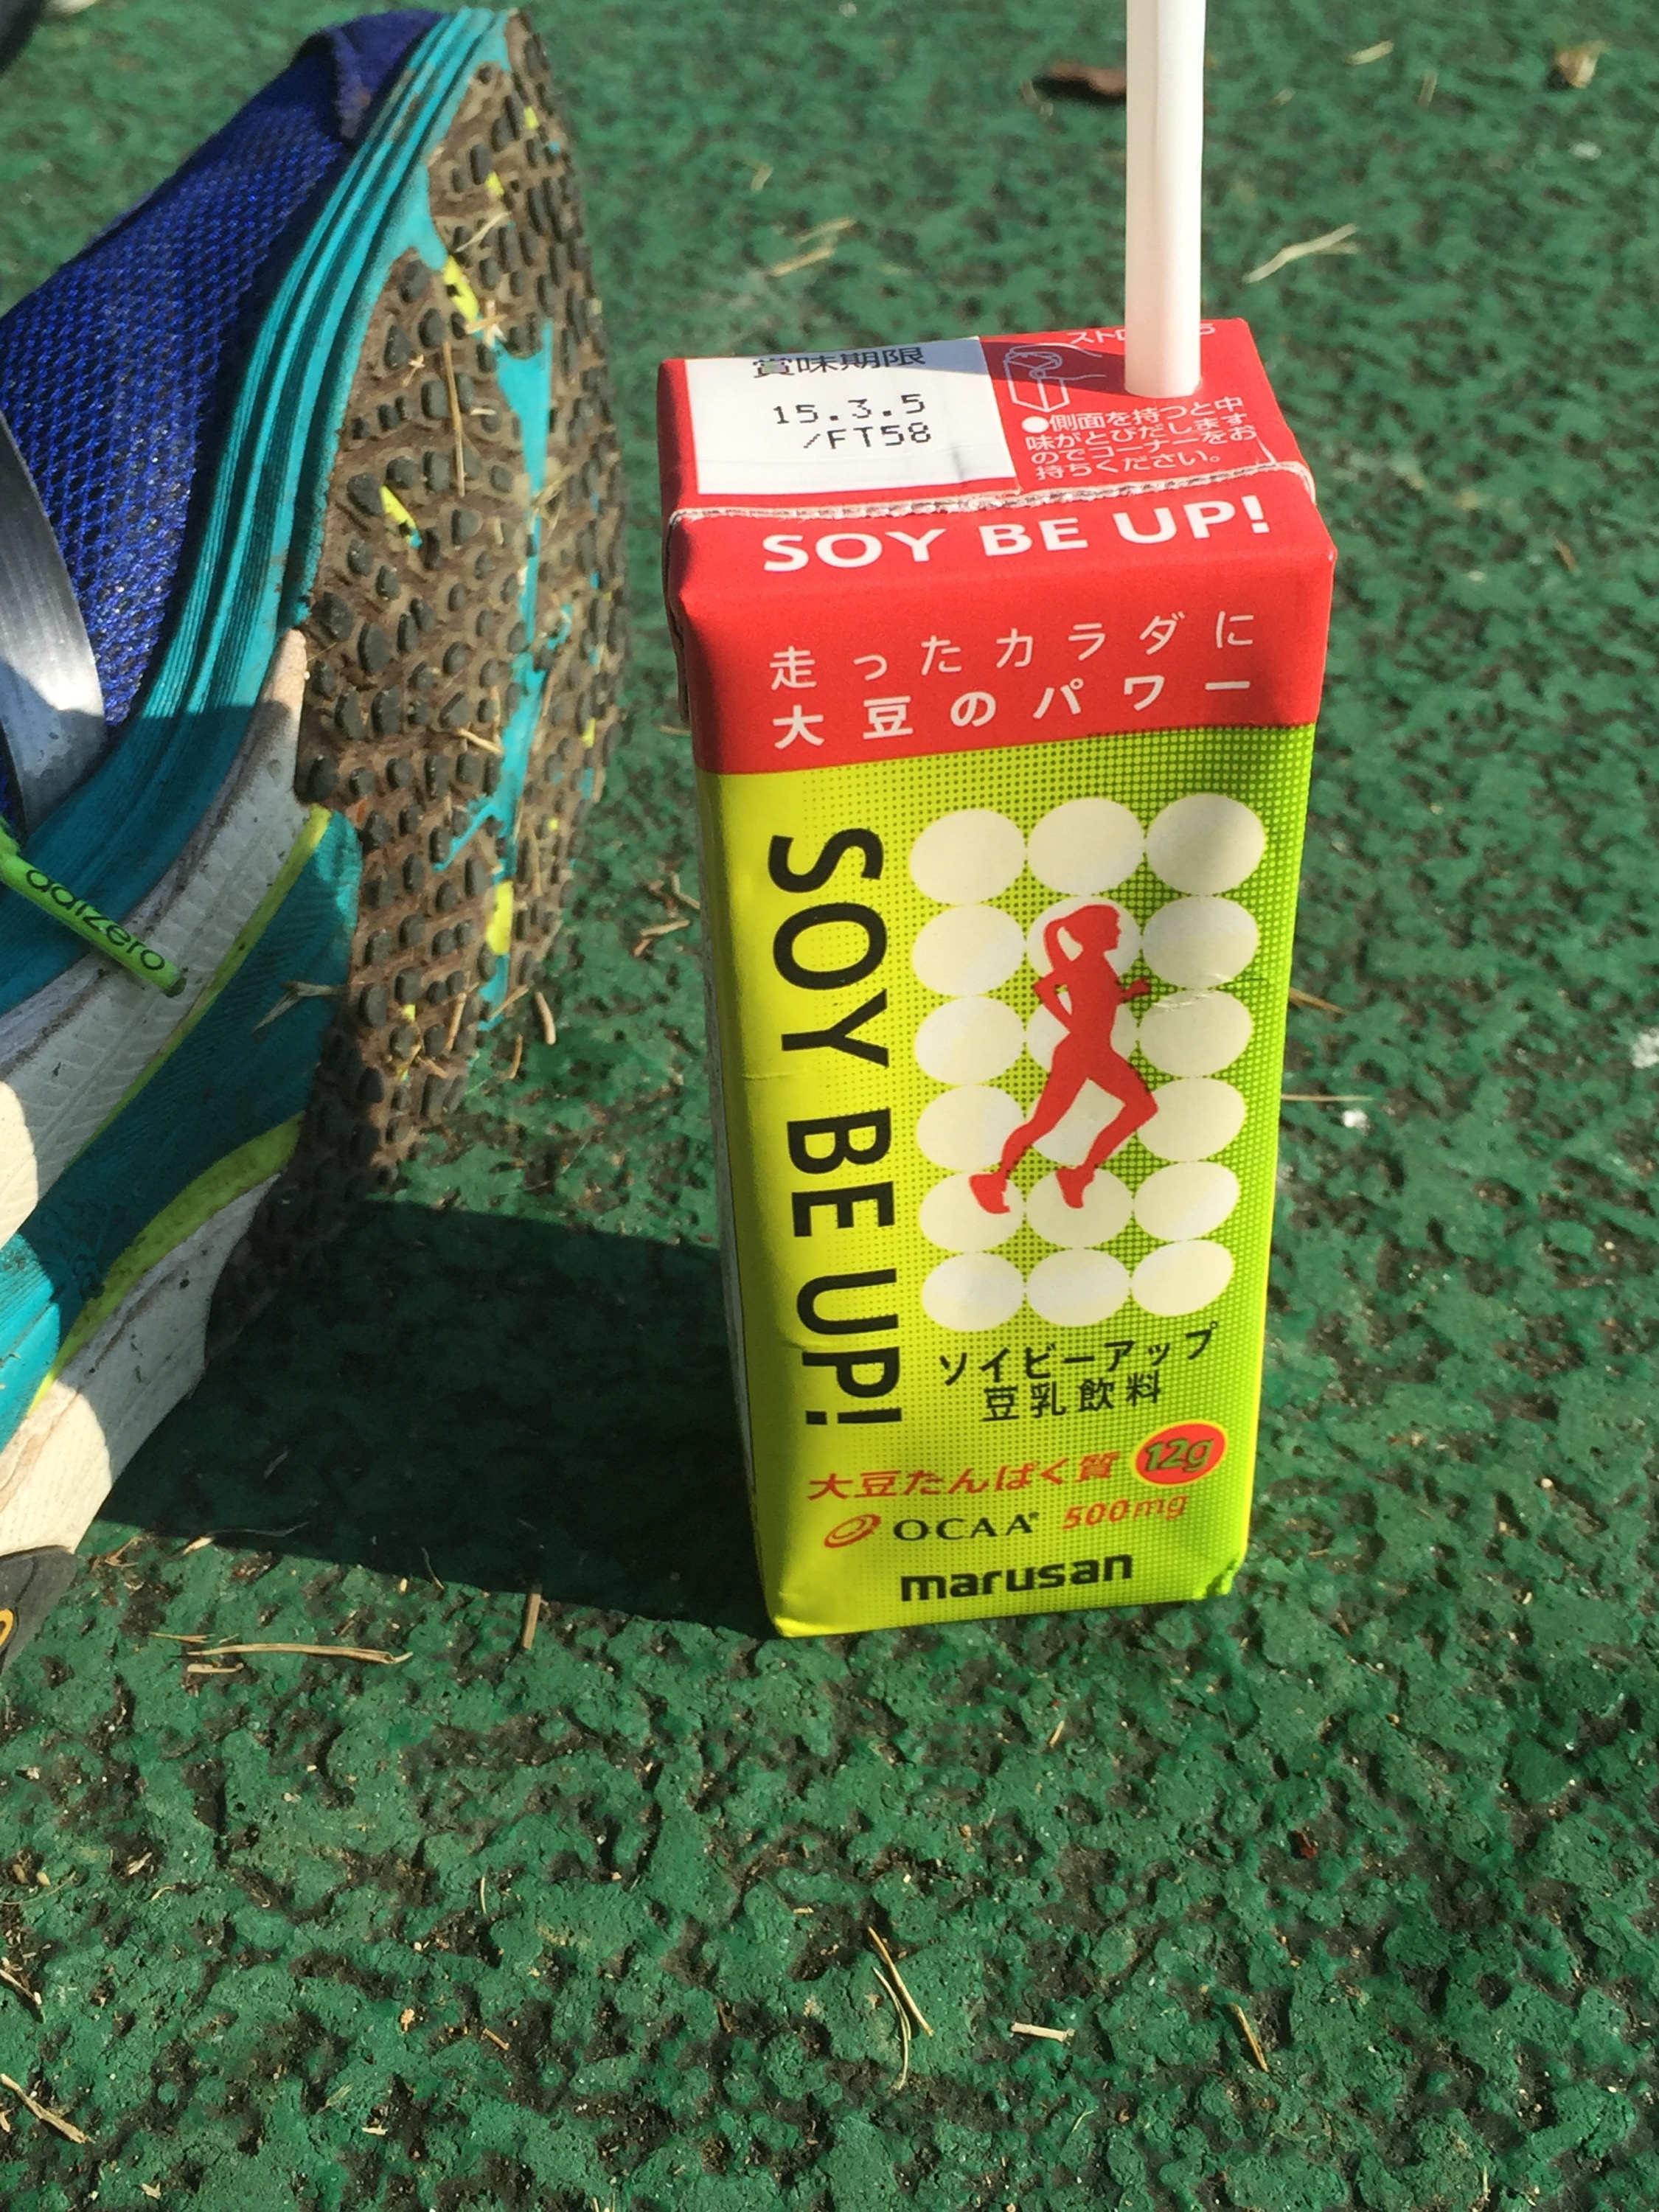 賞味期限
15.3.5
/FT58
●側面を持つと中
味がとびだします
のでコーナーをお
持ちください。
SOY BE UP!
走ったカラダに
大豆のパワー
SOY BE UP!
ソイビーアップ
豆乳飲料
大豆たんぱく質 12g
OCAA® 500mg
marusan
adizero